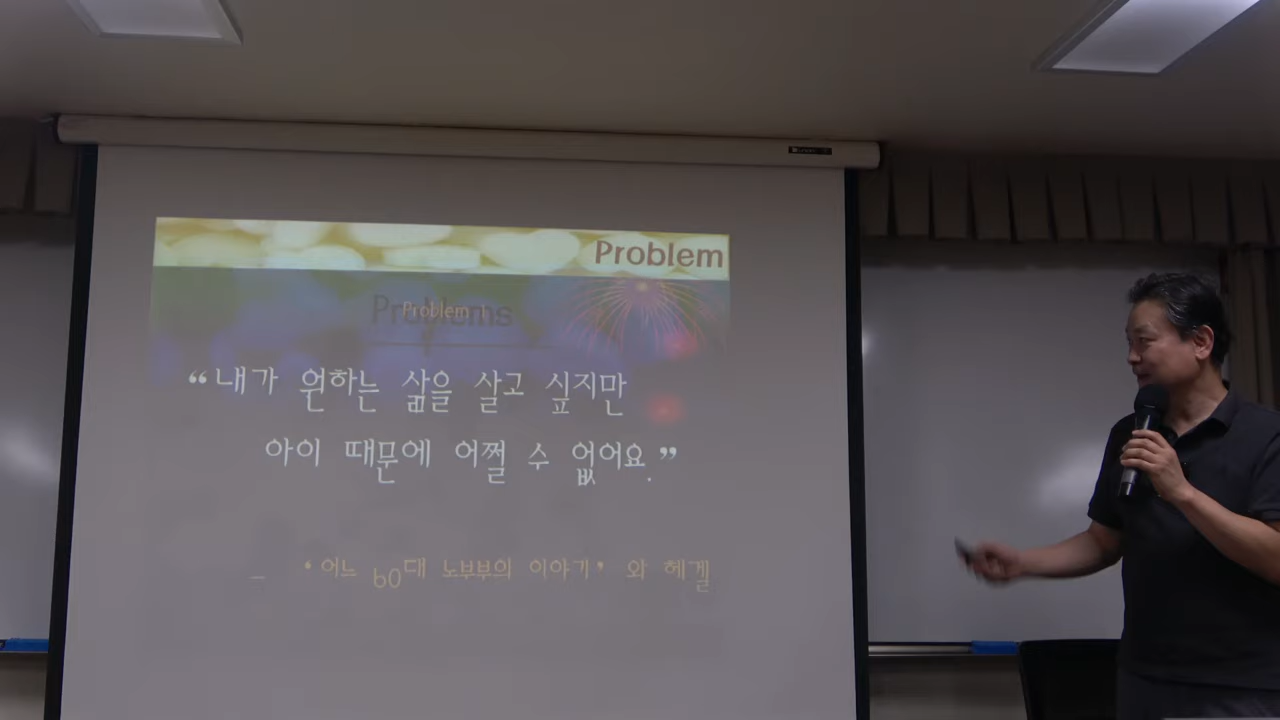 Problem
Problems
Problem 1
“내가 원하는 삶을 살고 싶지만
아이 때문에 어쩔 수 없어요.”
– ‘어느 60대 노부부의 이야기’ 와 헤겔